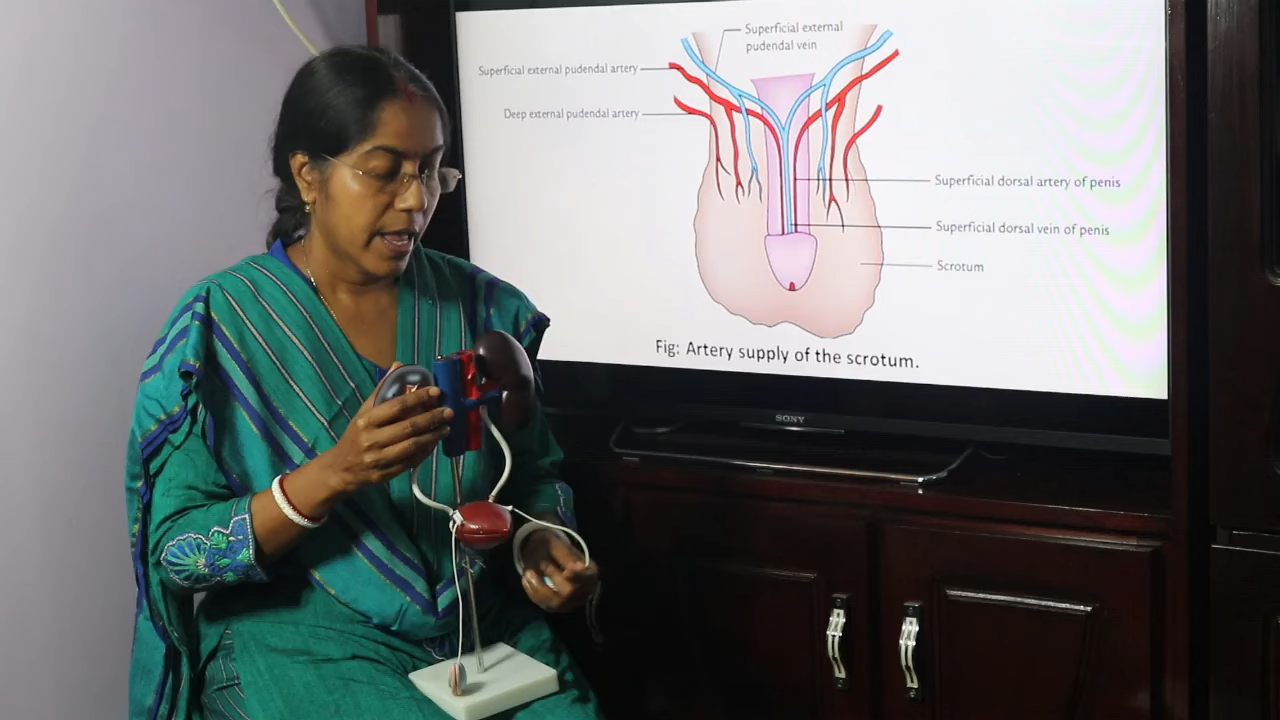 Superficial external
pudendal vein
Superficial external pudendal artery
Deep external pudendal artery
Superficial dorsal artery of penis
Superficial dorsal vein of penis
Scrotum
Fig: Artery supply of the scrotum.
SONY